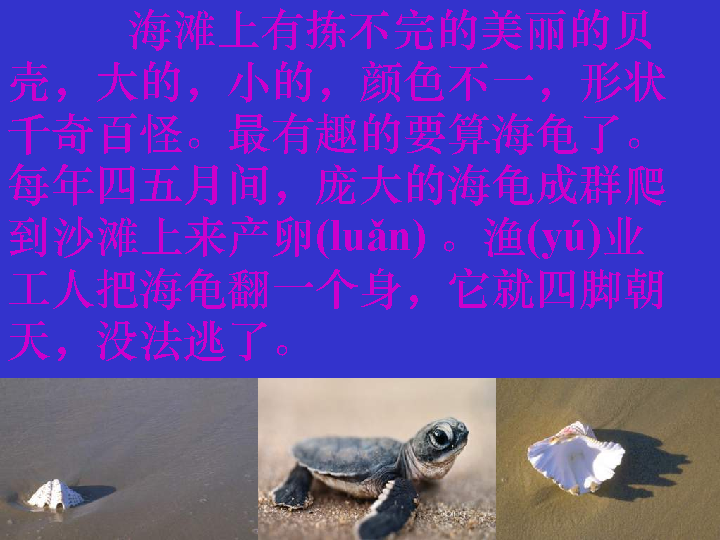 海滩上有拣不完的美丽的贝
壳，大的，小的，颜色不一，形状
千奇百怪。最有趣的要算海龟了。
每年四五月间，庞大的海龟成群爬
到沙滩上来产卵(luǎn) 。渔(yú)业
工人把海龟翻一个身，它就四脚朝
天，没法逃了。